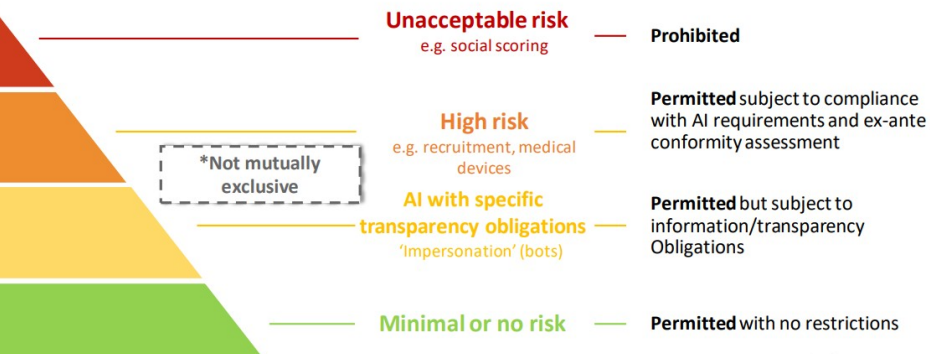 Unacceptable risk
e.g. social scoring
Prohibited
High risk
e.g. recruitment, medical
devices
Permitted subject to compliance
with AI requirements and ex-ante
conformity assessment
*Not mutually
exclusive
AI with specific
transparency obligations
'Impersonation' (bots)
Permitted but subject to
information/transparency
Obligations
Minimal or no risk
Permitted with no restrictions